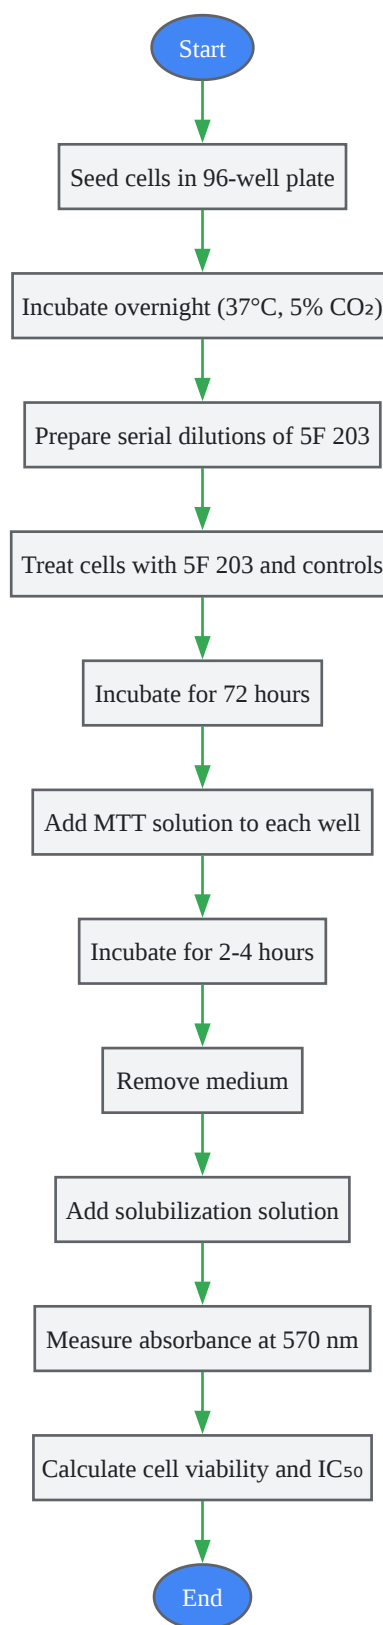 Start
Seed cells in 96-well plate
Incubate overnight (37°C, 5% CO₂)
Prepare serial dilutions of 5F 203
Treat cells with 5F 203 and controls
Incubate for 72 hours
Add MTT solution to each well
Incubate for 2-4 hours
Remove medium
Add solubilization solution
Measure absorbance at 570 nm
Calculate cell viability and IC₅₀
End